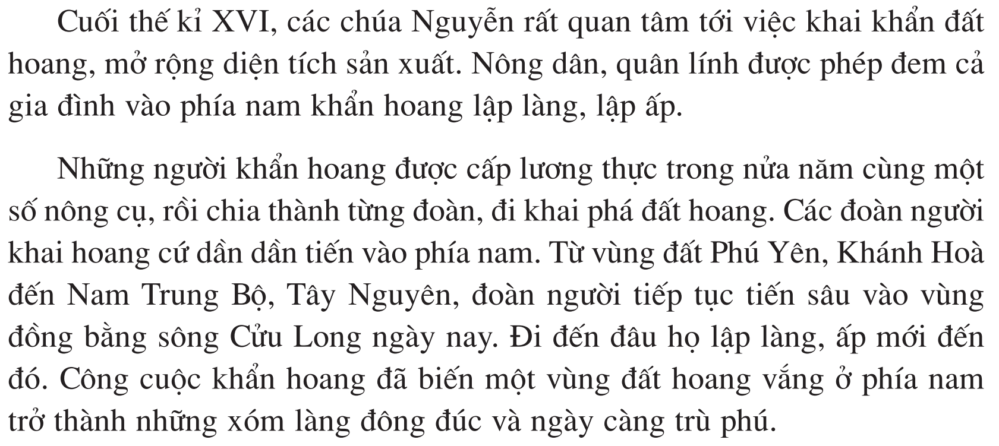 Cuối thế kỉ XVI, các chúa Nguyễn rất quan tâm tới việc khai khẩn đất
hoang, mở rộng diện tích sản xuất. Nông dân, quân lính được phép đem cả
gia đình vào phía nam khẩn hoang lập làng, lập ấp.
Những người khẩn hoang được cấp lương thực trong nửa năm cùng một
số nông cụ, rồi chia thành từng đoàn, đi khai phá đất hoang. Các đoàn người
khai hoang cứ dần dần tiến vào phía nam. Từ vùng đất Phú Yên, Khánh Hoà
đến Nam Trung Bộ, Tây Nguyên, đoàn người tiếp tục tiến sâu vào vùng
đồng bằng sông Cửu Long ngày nay. Đi đến đâu họ lập làng, ấp mới đến
đó. Công cuộc khẩn hoang đã biến một vùng đất hoang vắng ở phía nam
trở thành những xóm làng đông đúc và ngày càng trù phú.